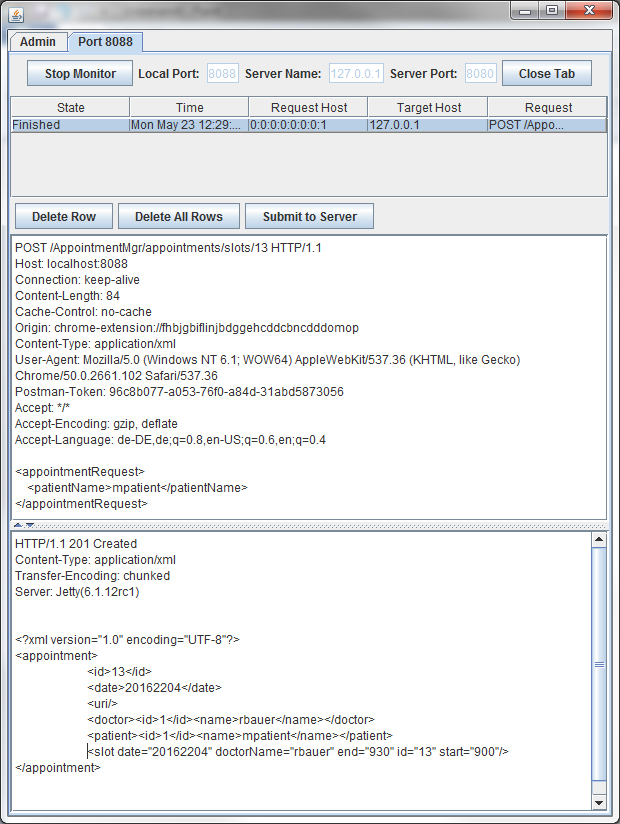 Admin Port 8088
Stop Monitor Local Port: 8088 Server Name: 127.0.0.1 Server Port: 8080 Close Tab
State Time Request Host Target Host Request
Finished Mon May 23 12:29:... 0:0:0:0:0:0:0:1 127.0.0.1 POST /Appo...
Delete Row Delete All Rows Submit to Server
POST /AppointmentMgr/appointments/slots/13 HTTP/1.1
Host: localhost:8088
Connection: keep-alive
Content-Length: 84
Cache-Control: no-cache
Origin: chrome-extension://fhbjgbiflinjbdggehcddcbncdddomop
Content-Type: application/xml
User-Agent: Mozilla/5.0 (Windows NT 6.1; WOW64) AppleWebKit/537.36 (KHTML, like Gecko)
Chrome/50.0.2661.102 Safari/537.36
Postman-Token: 96c8b077-a053-76f0-a84d-31abd5873056
Accept: */*
Accept-Encoding: gzip, deflate
Accept-Language: de-DE,de;q=0.8,en-US;q=0.6,en;q=0.4
<appointmentRequest>
<patientName>mpatient</patientName>
</appointmentRequest>
HTTP/1.1 201 Created
Content-Type: application/xml
Transfer-Encoding: chunked
Server: Jetty(6.1.12rc1)
<?xml version="1.0" encoding="UTF-8"?>
<appointment>
<id>13</id>
<date>20162204</date>
<uri/>
<doctor><id>1</id><name>rbauer</name></doctor>
<patient><id>1</id><name>mpatient</name></patient>
<slot date="20162204" doctorName="rbauer" end="930" id="13" start="900"/>
</appointment>